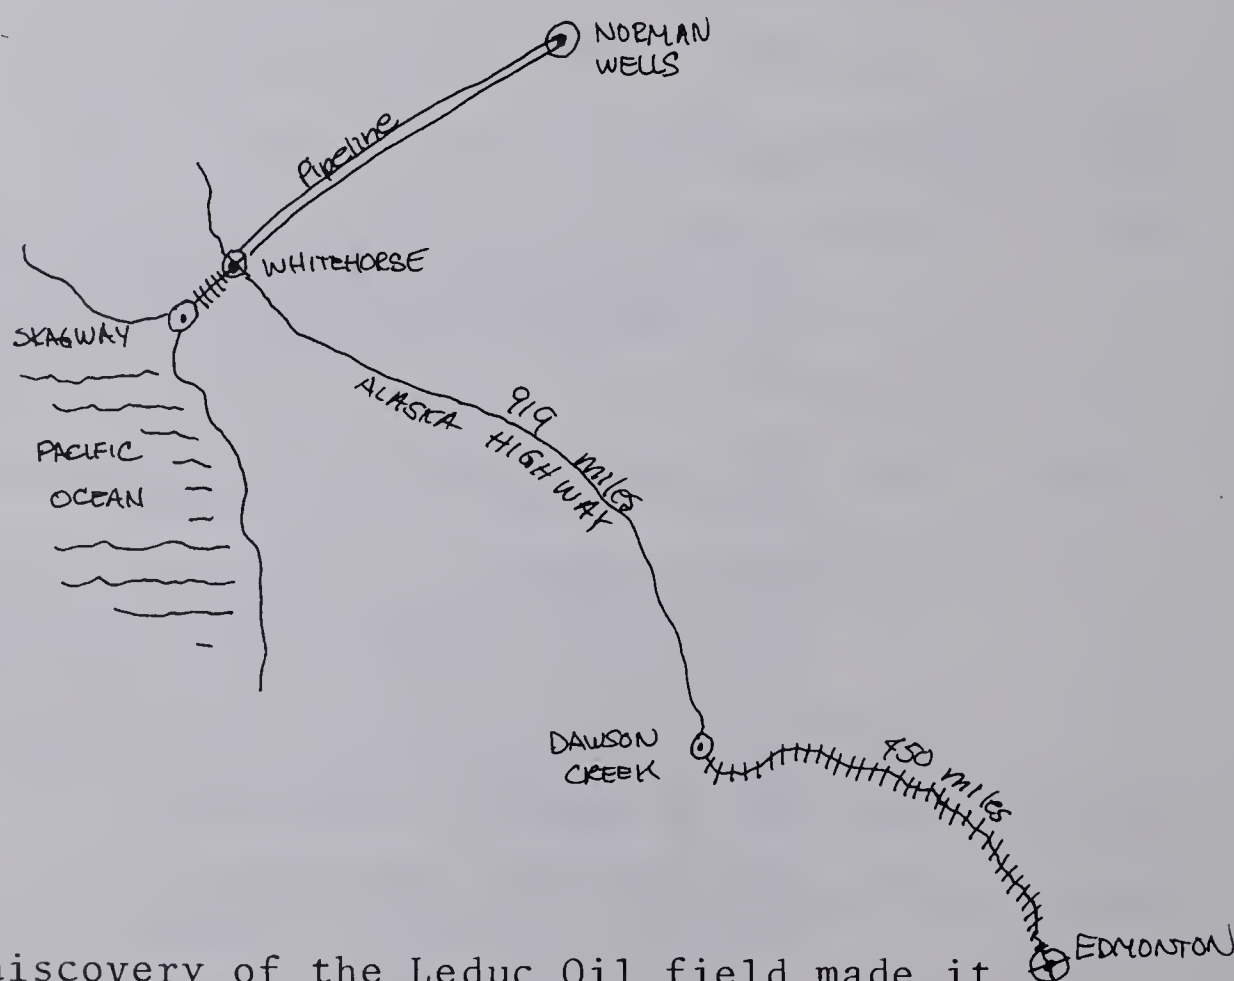 NORMAN
WELLS
Pipeline
WHITEHORSE
SKAGWAY
919 miles
ALASKA HIGHWAY
PACIFIC
OCEAN
DAWSON
CREEK
450 miles
EDMONTON
discovery of the Leduc Oil field made it